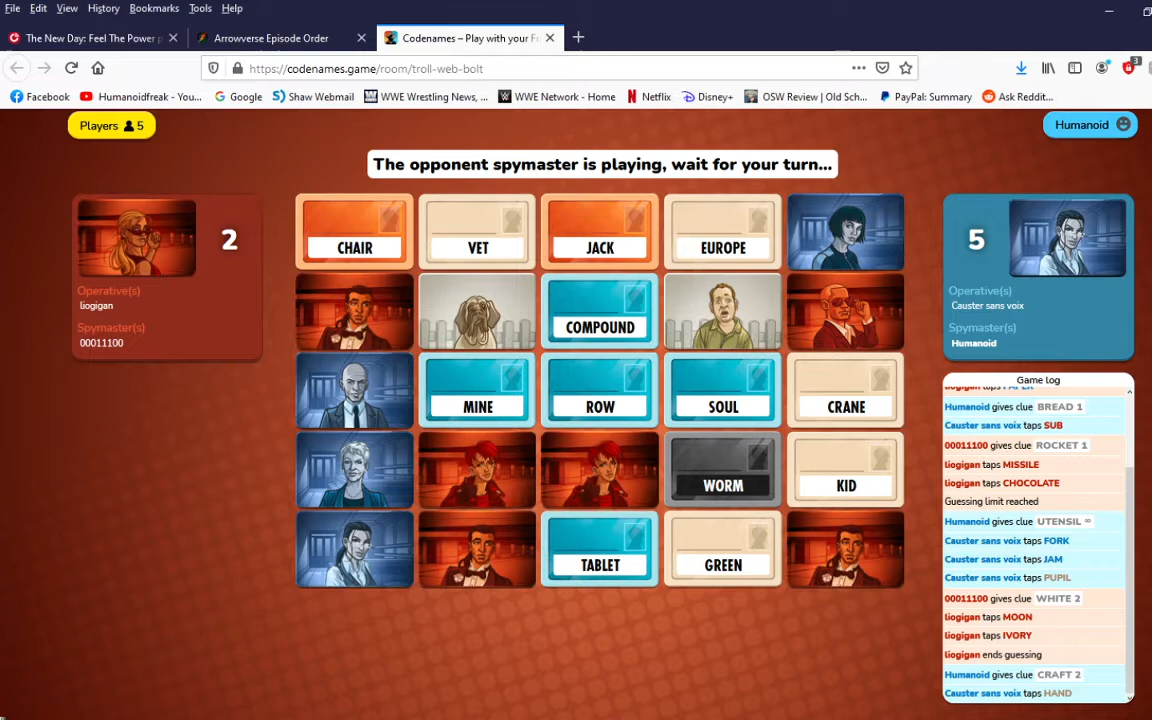 File Edit View History Bookmarks Tools Help
The New Day: Feel The Power p
Arrowverse Episode Order
Codenames – Play with your Fr
https://codenames.game/room/troll-web-bolt
3
Facebook
Humanoidfreak - You...
Google
Shaw Webmail
WWE Wrestling News, ...
WWE Network - Home
Netflix
Disney+
OSW Review | Old Sch...
PayPal: Summary
Ask Reddit...
Players 5
Humanoid
The opponent spymaster is playing, wait for your turn...
2
Operative(s)
liogigan
Spymaster(s)
00011100
CHAIR
VET
JACK
EUROPE
COMPOUND
MINE
ROW
SOUL
CRANE
WORM
KID
TABLET
GREEN
5
Operative(s)
Causter sans voix
Spymaster(s)
Humanoid
Game log
liogigan taps PAPER
Humanoid gives clue BREAD 1
Causter sans voix taps SUB
00011100 gives clue ROCKET 1
liogigan taps MISSILE
liogigan taps CHOCOLATE
Guessing limit reached
Humanoid gives clue UTENSIL ∞
Causter sans voix taps FORK
Causter sans voix taps JAM
Causter sans voix taps PUPIL
00011100 gives clue WHITE 2
liogigan taps MOON
liogigan taps IVORY
liogigan ends guessing
Humanoid gives clue CRAFT 2
Causter sans voix taps HAND